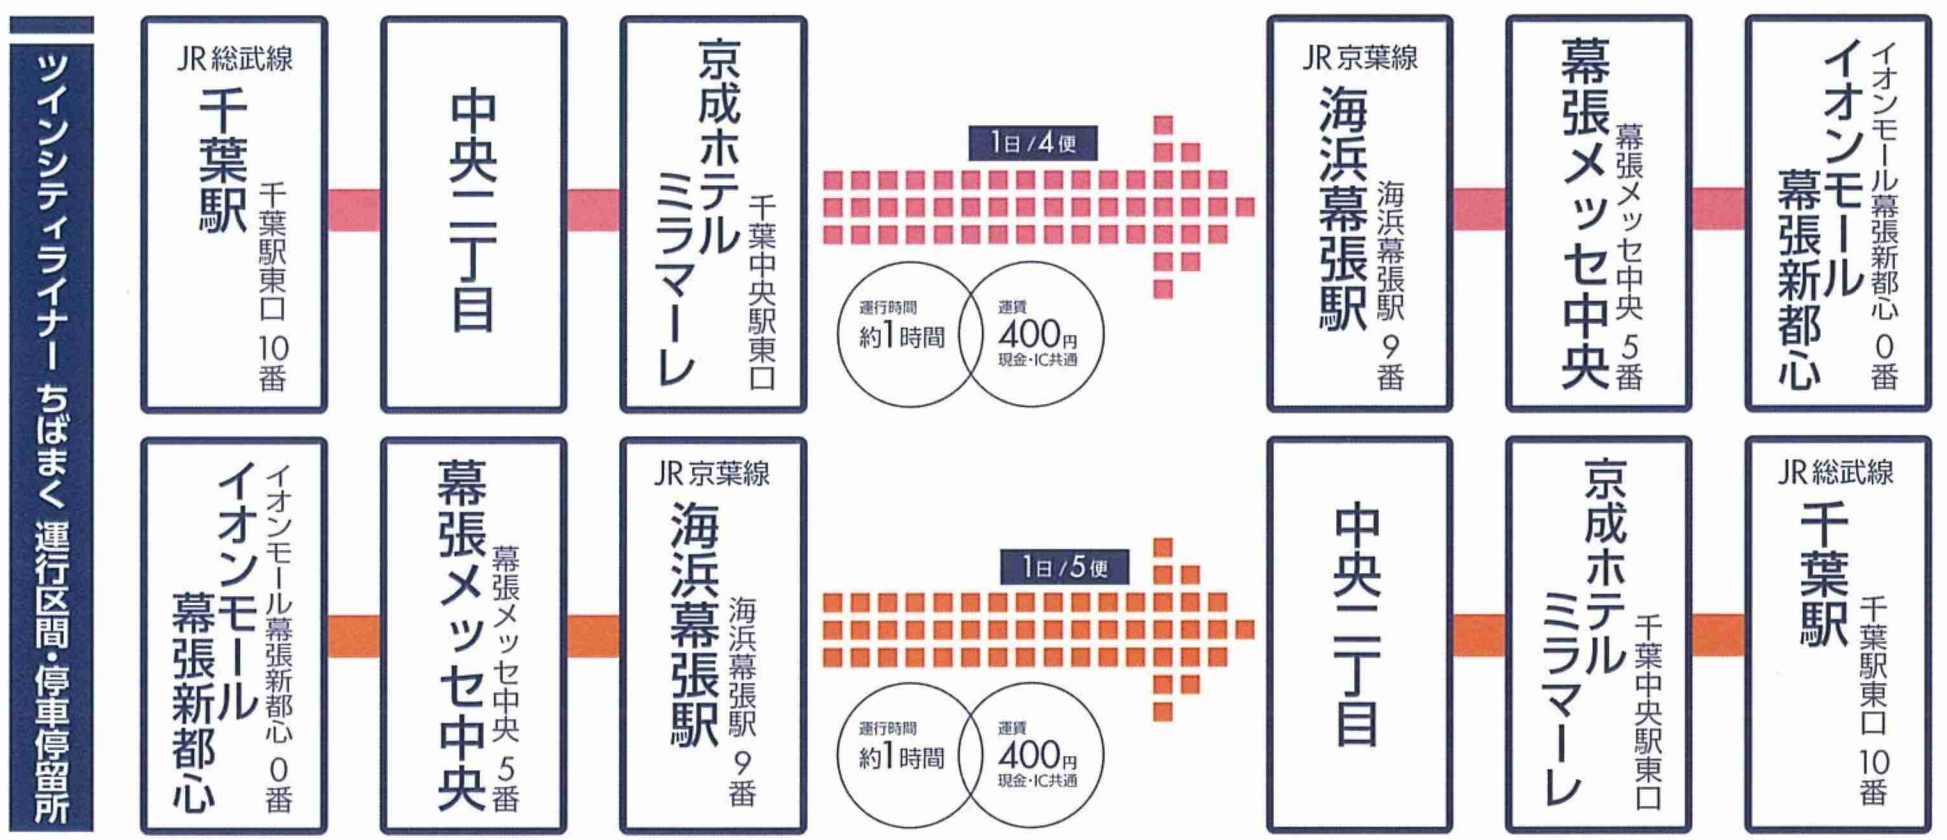 ツインシティライナー ちばまく 運行区間・停車停留所
JR総武線
千葉駅
千葉駅東口 10番
中央二丁目
京成ホテル
ミラマーレ
千葉中央駅東口
1日/4便
運行時間
約1時間
運賃
400円
現金・IC共通
JR京葉線
海浜幕張駅
海浜幕張駅 9番
幕張メッセ中央
幕張メッセ中央 5番
イオンモール
幕張新都心
イオンモール幕張新都心 0番
イオンモール
幕張新都心
イオンモール幕張新都心 0番
幕張メッセ中央
幕張メッセ中央 5番
JR京葉線
海浜幕張駅
海浜幕張駅 9番
1日/5便
運行時間
約1時間
運賃
400円
現金・IC共通
中央二丁目
京成ホテル
ミラマーレ
千葉中央駅東口
JR総武線
千葉駅
千葉駅東口 10番